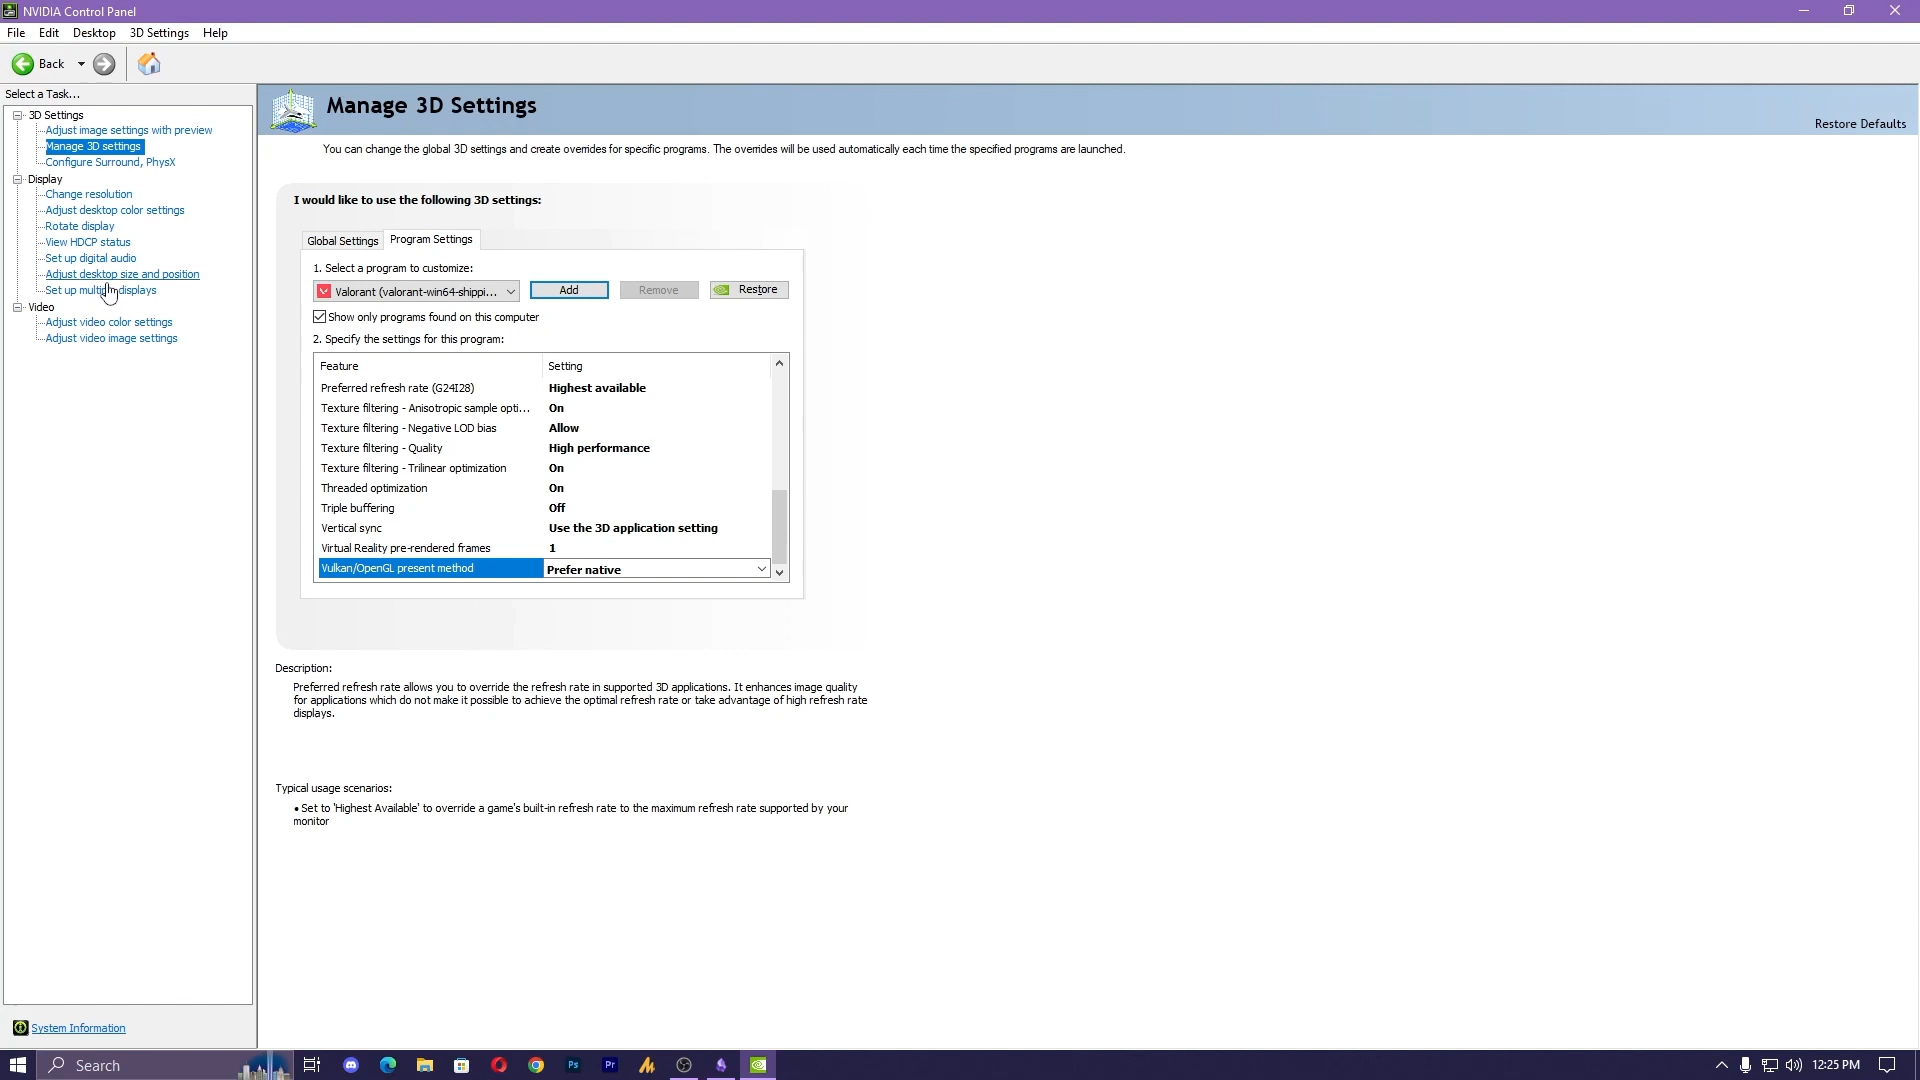 NVIDIA Control Panel
File Edit Desktop 3D Settings Help
Back
Select a Task...
3D Settings
Adjust image settings with preview
Manage 3D settings
Configure Surround, PhysX
Display
Change resolution
Adjust desktop color settings
Rotate display
View HDCP status
Set up digital audio
Adjust desktop size and position
Set up multiple displays
Video
Adjust video color settings
Adjust video image settings
System Information
Manage 3D Settings
Restore Defaults
You can change the global 3D settings and create overrides for specific programs. The overrides will be used automatically each time the specified programs are launched.
I would like to use the following 3D settings:
Global Settings Program Settings
1. Select a program to customize:
Valorant (valorant-win64-shippi... Add Remove Restore
Show only programs found on this computer
2. Specify the settings for this program:
Feature Setting
Preferred refresh rate (G24I28) Highest available
Texture filtering - Anisotropic sample opti... On
Texture filtering - Negative LOD bias Allow
Texture filtering - Quality High performance
Texture filtering - Trilinear optimization On
Threaded optimization On
Triple buffering Off
Vertical sync Use the 3D application setting
Virtual Reality pre-rendered frames 1
Vulkan/OpenGL present method Prefer native
Description:
Preferred refresh rate allows you to override the refresh rate in supported 3D applications. It enhances image quality
for applications which do not make it possible to achieve the optimal refresh rate or take advantage of high refresh rate
displays.
Typical usage scenarios:
• Set to 'Highest Available' to override a game's built-in refresh rate to the maximum refresh rate supported by your
monitor
Search
Ps
Pr
12:25 PM